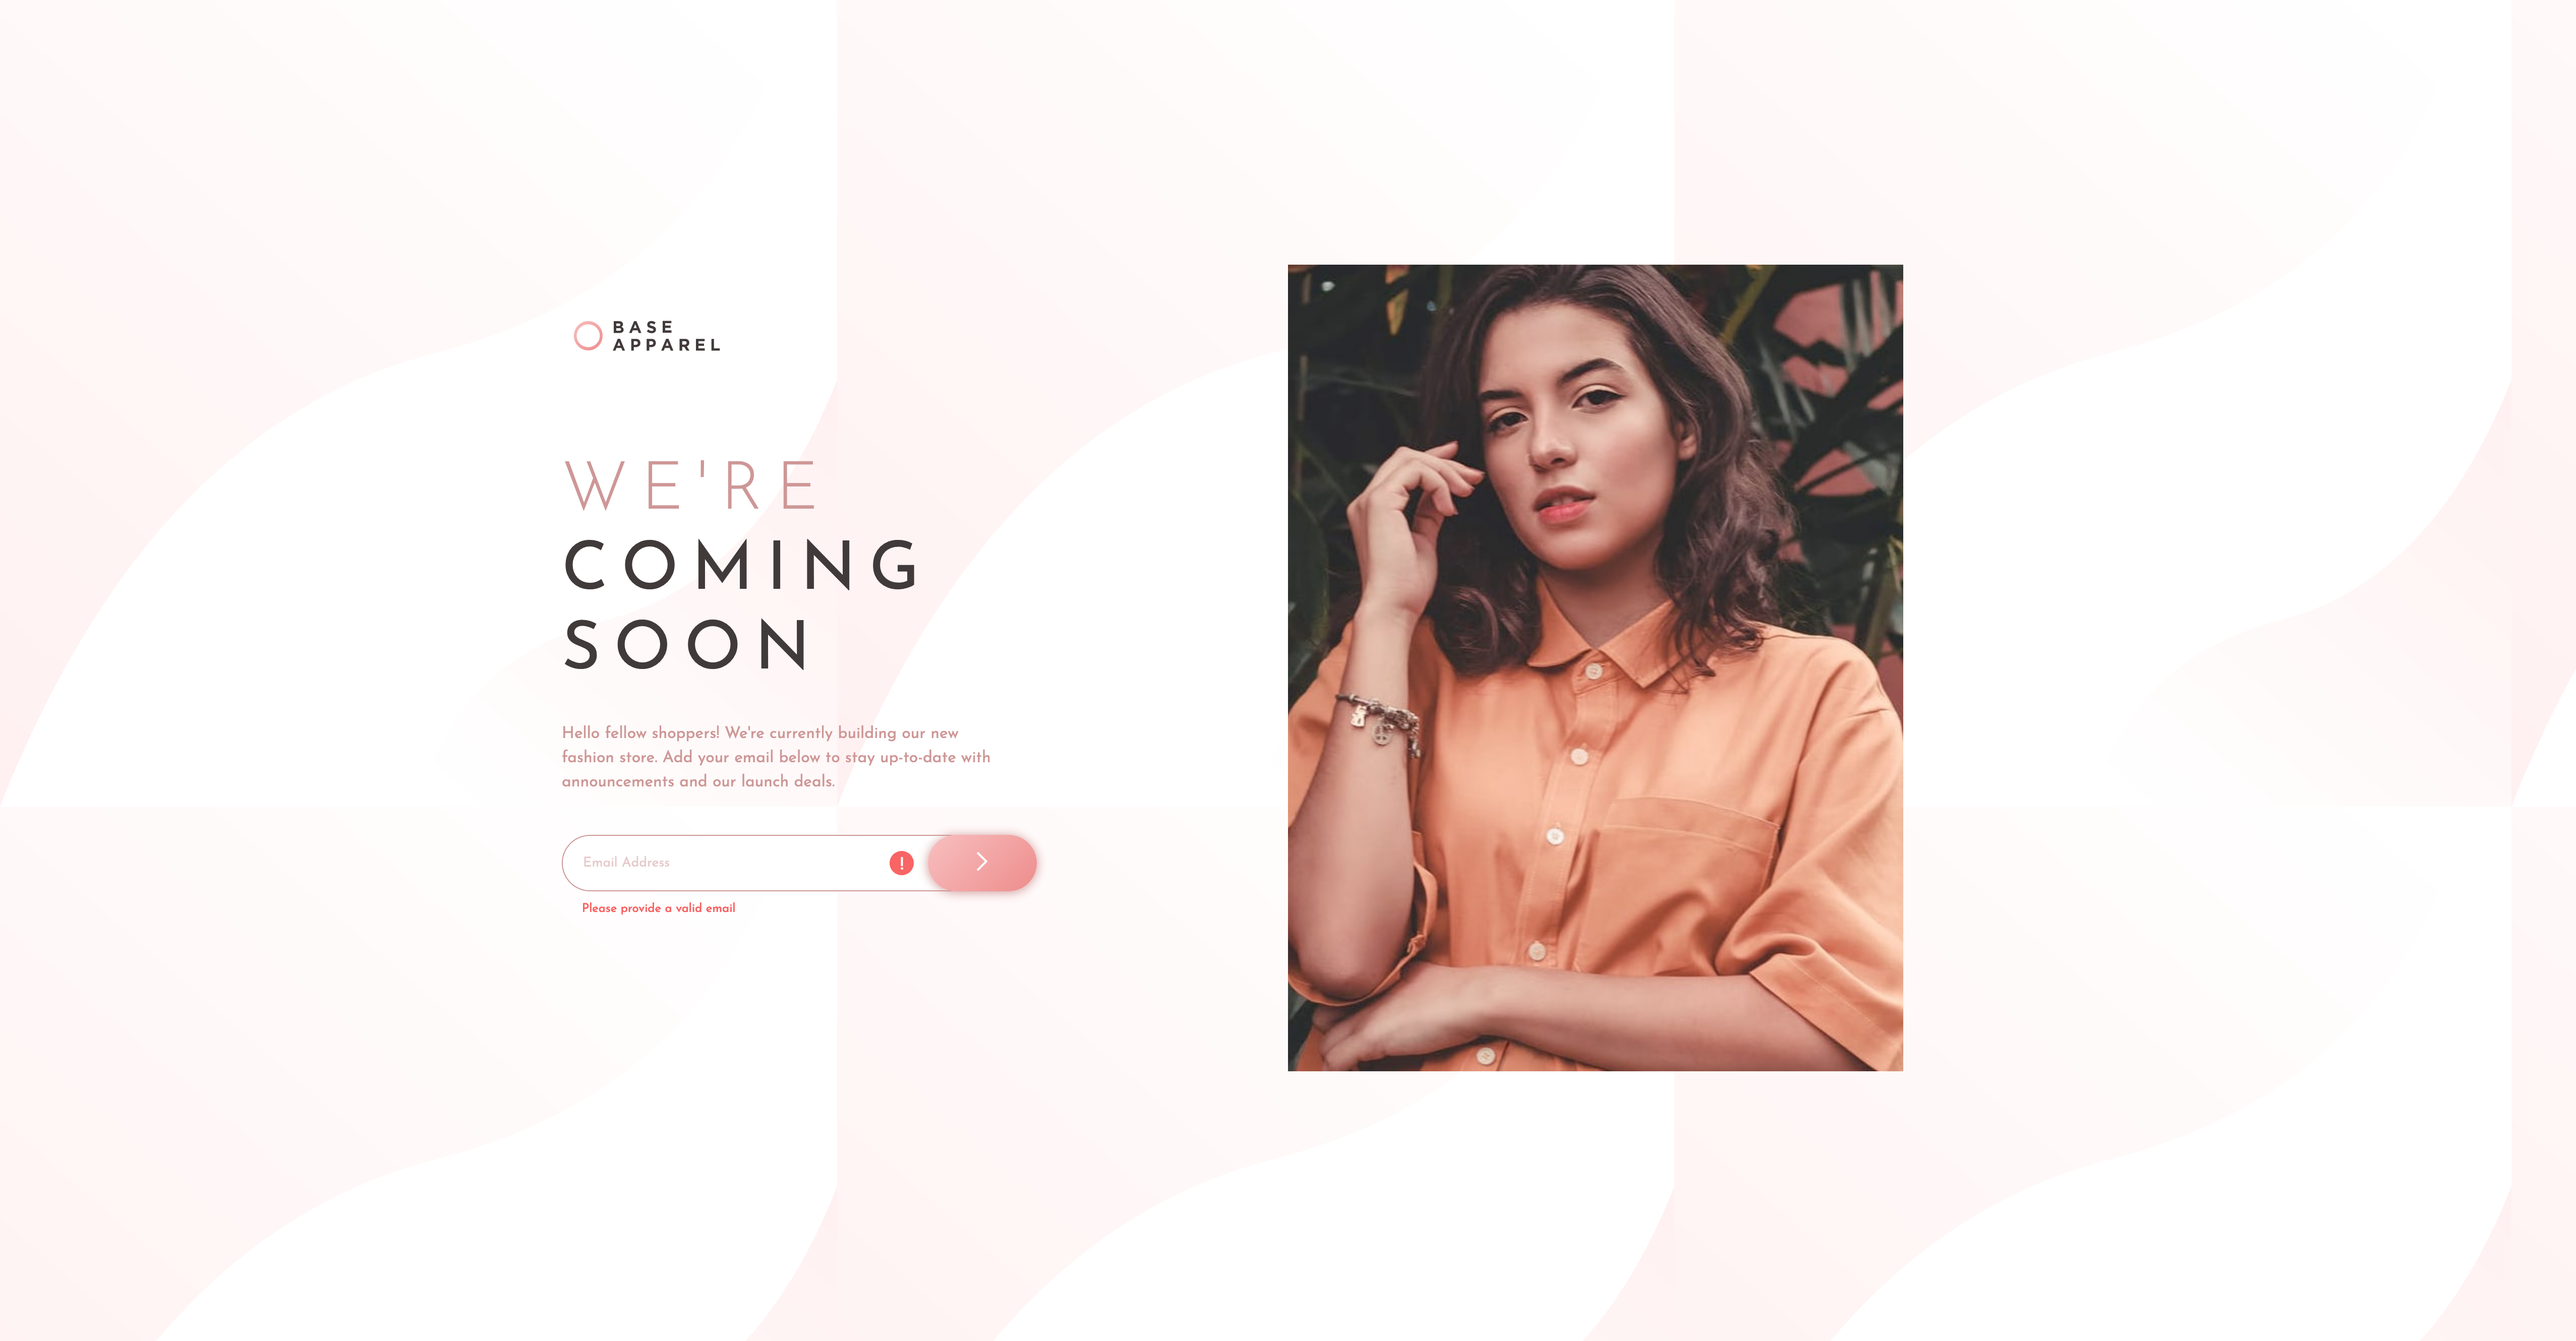 BASE
APPAREL
WE'RE
COMING
SOON
Hello fellow shoppers! We're currently building our new
fashion store. Add your email below to stay up-to-date with
announcements and our launch deals.
Email Address
!
Please provide a valid email